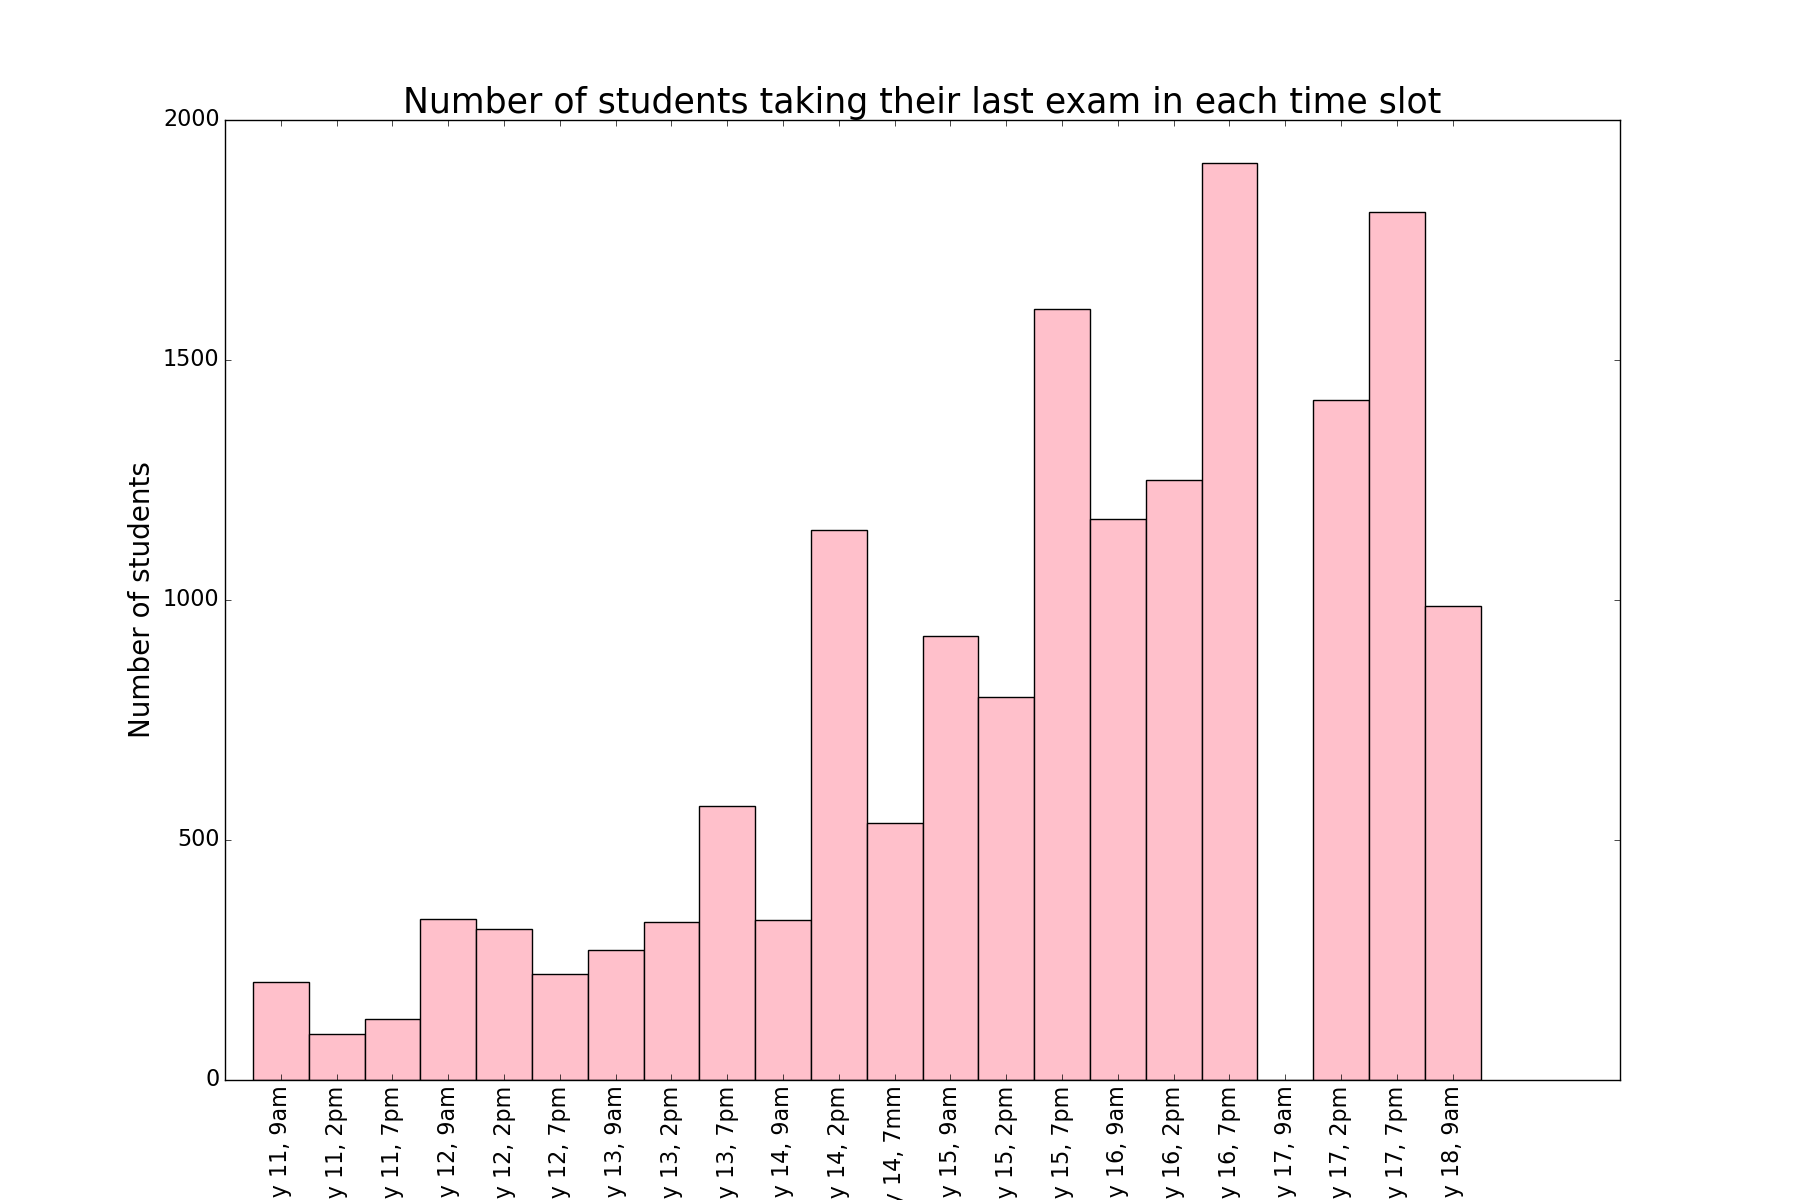 Number of students taking their last exam in each time slot
Number of students
2000
1500
1000
500
0
y 11, 9am
y 11, 2pm
y 11, 7pm
y 12, 9am
y 12, 2pm
y 12, 7pm
y 13, 9am
y 13, 2pm
y 13, 7pm
y 14, 9am
y 14, 2pm
y 14, 7mm
y 15, 9am
y 15, 2pm
y 15, 7pm
y 16, 9am
y 16, 2pm
y 16, 7pm
y 17, 9am
y 17, 2pm
y 17, 7pm
y 18, 9am